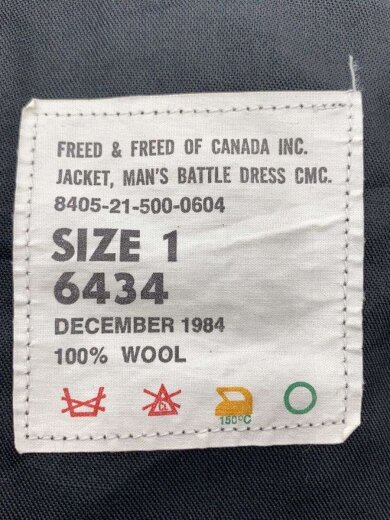 FREED & FREED OF CANADA INC.
JACKET, MAN'S BATTLE DRESS CMC.
8405-21-500-0604
SIZE 1
6434
DECEMBER 1984
100% WOOL
CL
150°C